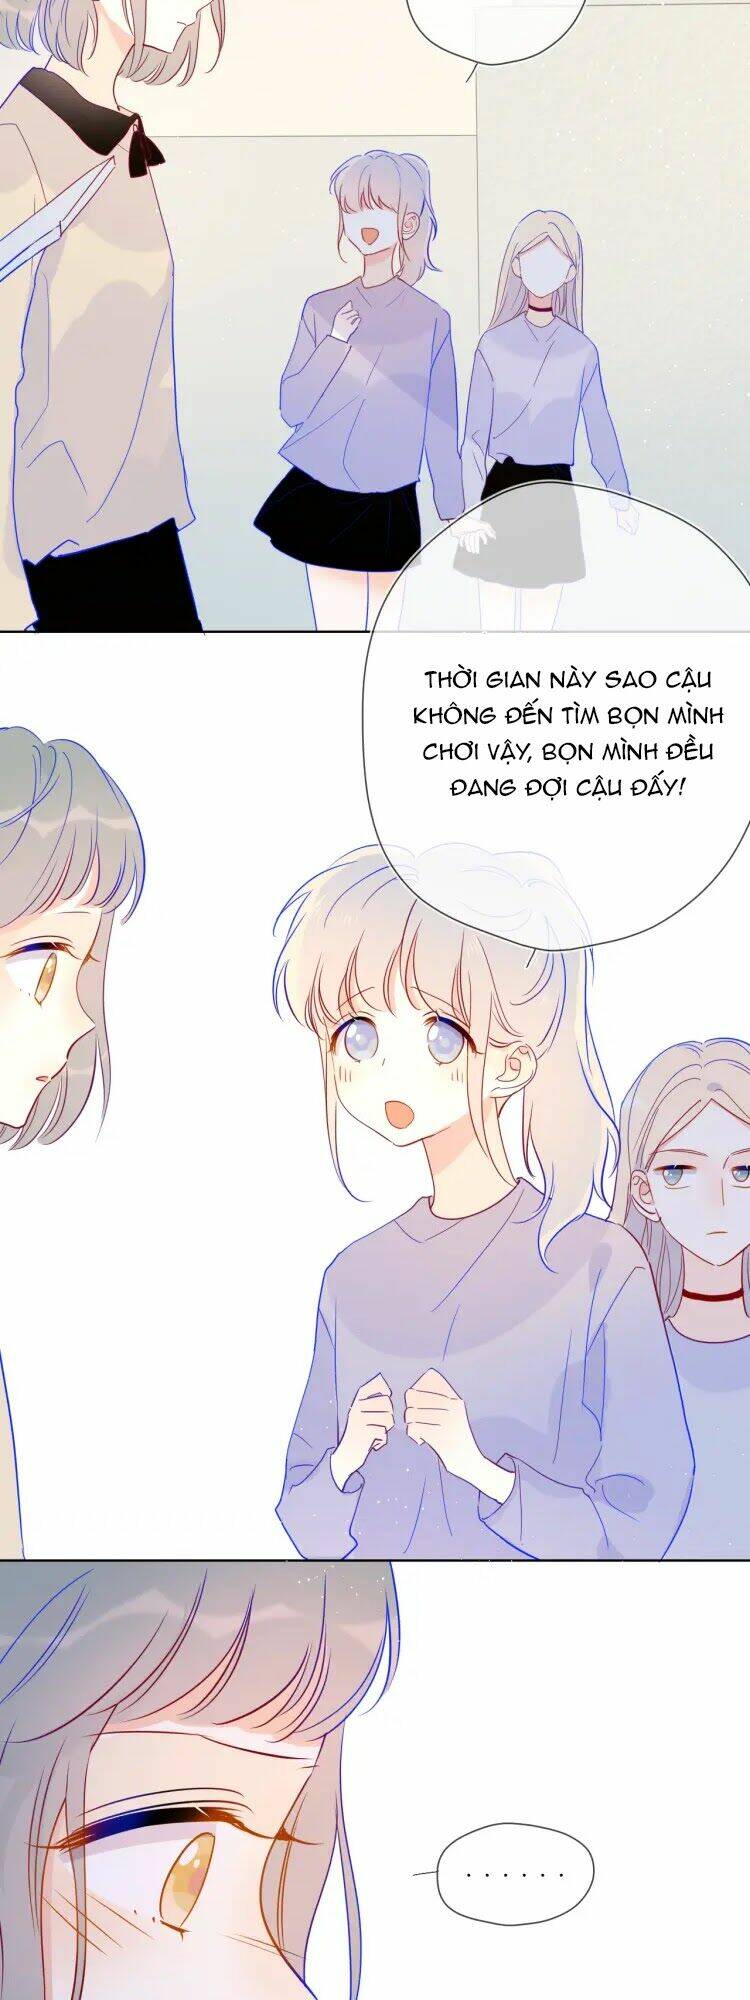 THỜI GIAN NÀY SAO CẬU
KHÔNG ĐẾN TÌM BỌN MÌNH
CHƠI VẬY, BỌN MÌNH ĐỀU
ĐANG ĐỢI CẬU ĐẤY!
......